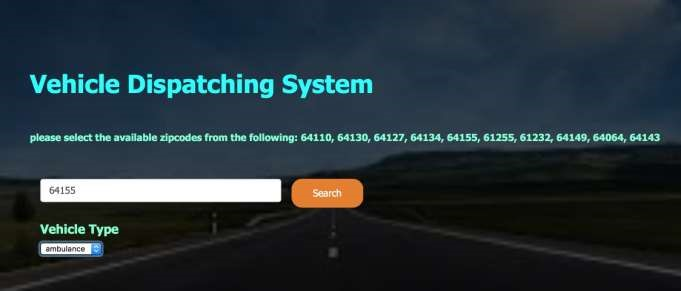 Vehicle Dispatching System
please select the available zipcodes from the following: 64110, 64130, 64127, 64134, 64155, 61255, 61232, 64149, 64064, 64143
64155 Search
Vehicle Type
ambulance